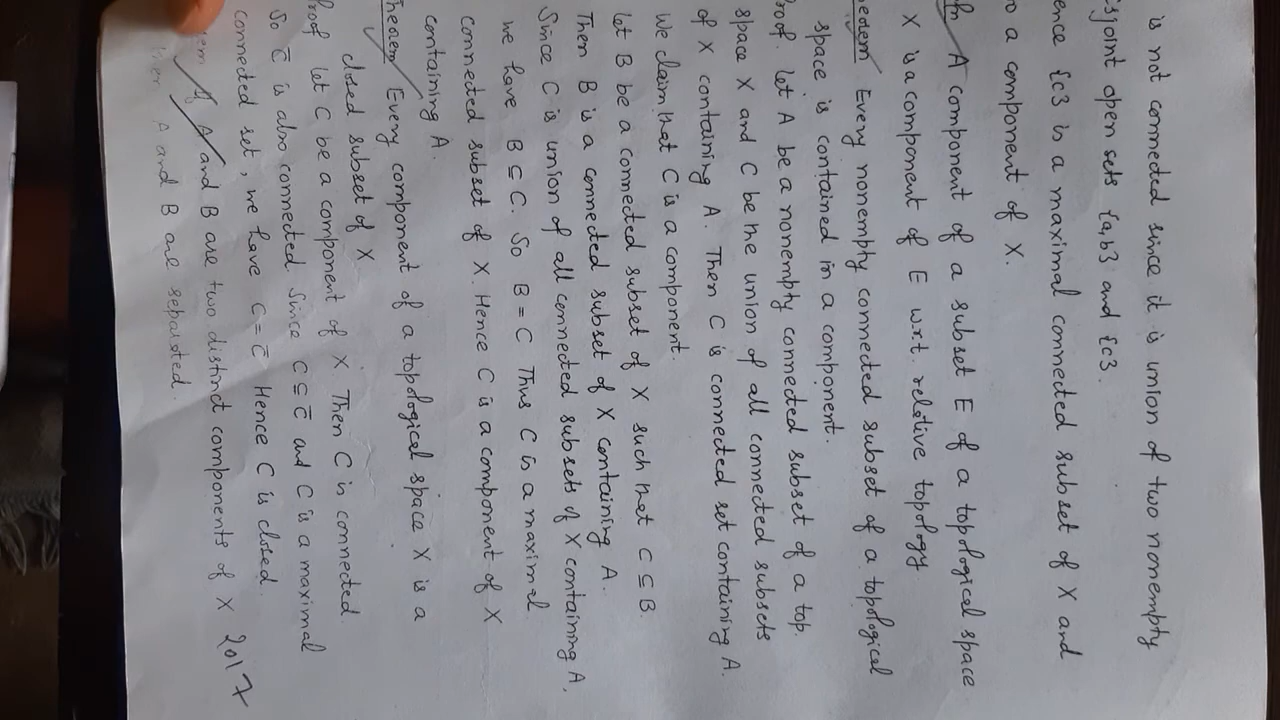 is not connected since it is union of two nonempty
sjoint open sets {a,b} and {c}.
ence {c} is a maximal connected subset of X and
a component of X.
A component of a subset E of a topological space
X is a component of E w.r.t. relative topology
Every nonempty connected subset of a topological
space is contained in a component.
roof. Let A be a nonempty connected subset of a top.
space X and C be the union of all connected subsets
of X containing A. Then C is connected set containing A.
We claim that C is a component.
Let B be a connected subset of X such that C ⊆ B.
Then B is a connected subset of X containing A.
Since C is union of all connected subsets of X containing A,
we have B ⊆ C. So B = C Thus C is a maximal
connected subset of X. Hence C is a component of X
containing A.
heorem Every component of a topological space X is a
closed subset of X
roof Let C be a component of X Then C is connected
So C̄ is also connected Since C ⊆ C̄ and C is a maximal
connected set, we have C = C̄ Hence C is closed.
If A and B are two distinct components of X 2017
then A and B are separated.